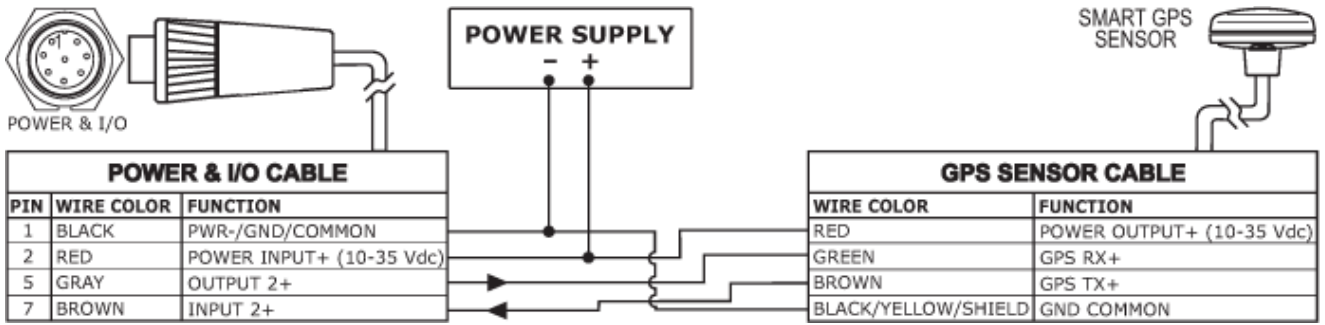 POWER SUPPLY
- +
SMART GPS
SENSOR
1
POWER & I/O
POWER & I/O CABLE
PIN WIRE COLOR FUNCTION
1 BLACK PWR-/GND/COMMON
2 RED POWER INPUT+ (10-35 Vdc)
5 GRAY OUTPUT 2+
7 BROWN INPUT 2+
GPS SENSOR CABLE
WIRE COLOR FUNCTION
RED POWER OUTPUT+ (10-35 Vdc)
GREEN GPS RX+
BROWN GPS TX+
BLACK/YELLOW/SHIELD GND COMMON